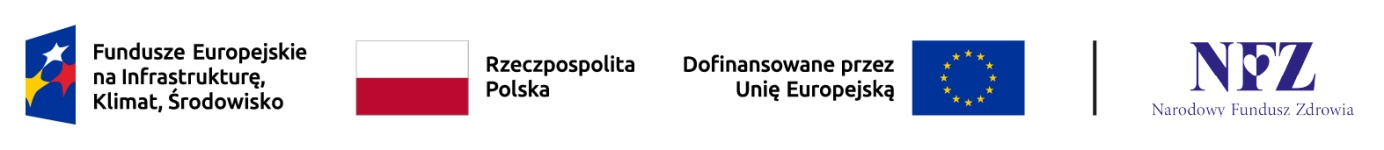 Fundusze Europejskie
na Infrastrukturę,
Klimat, Środowisko
Rzeczpospolita
Polska
Dofinansowane przez
Unię Europejską
NFZ
Narodowy Fundusz Zdrowia